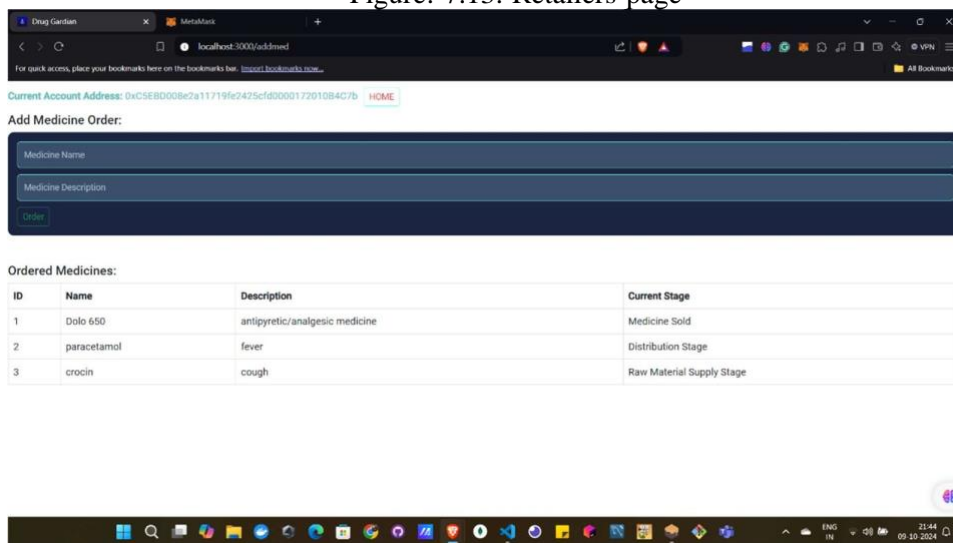 Figure: 7.13: Retailers page
Drug Gardian
MetaMask
localhost:3000/addmed
VPN
For quick access, place your bookmarks here on the bookmarks bar. Import bookmarks now...
All Bookmarks
Current Account Address: 0xC5EBD008e2a11719fe2425cfd0000172010B4C7b HOME
Add Medicine Order:
Medicine Name
Medicine Description
Order
Ordered Medicines:
ID Name Description Current Stage
1 Dolo 650 antipyretic/analgesic medicine Medicine Sold
2 paracetamol fever Distribution Stage
3 crocin cough Raw Material Supply Stage
ENG 21:44
IN 09-10-2024